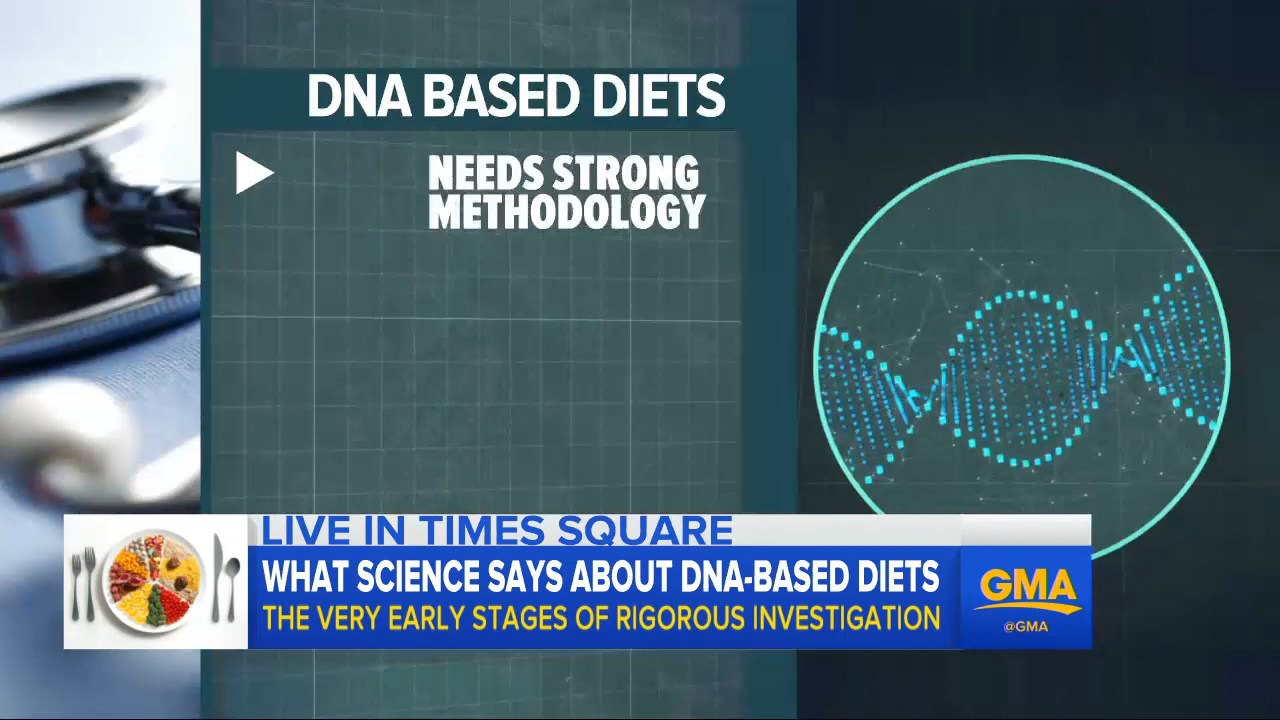 DNA BASED DIETS
NEEDS STRONG
METHODOLOGY
LIVE IN TIMES SQUARE
WHAT SCIENCE SAYS ABOUT DNA-BASED DIETS
THE VERY EARLY STAGES OF RIGOROUS INVESTIGATION
GMA
@GMA